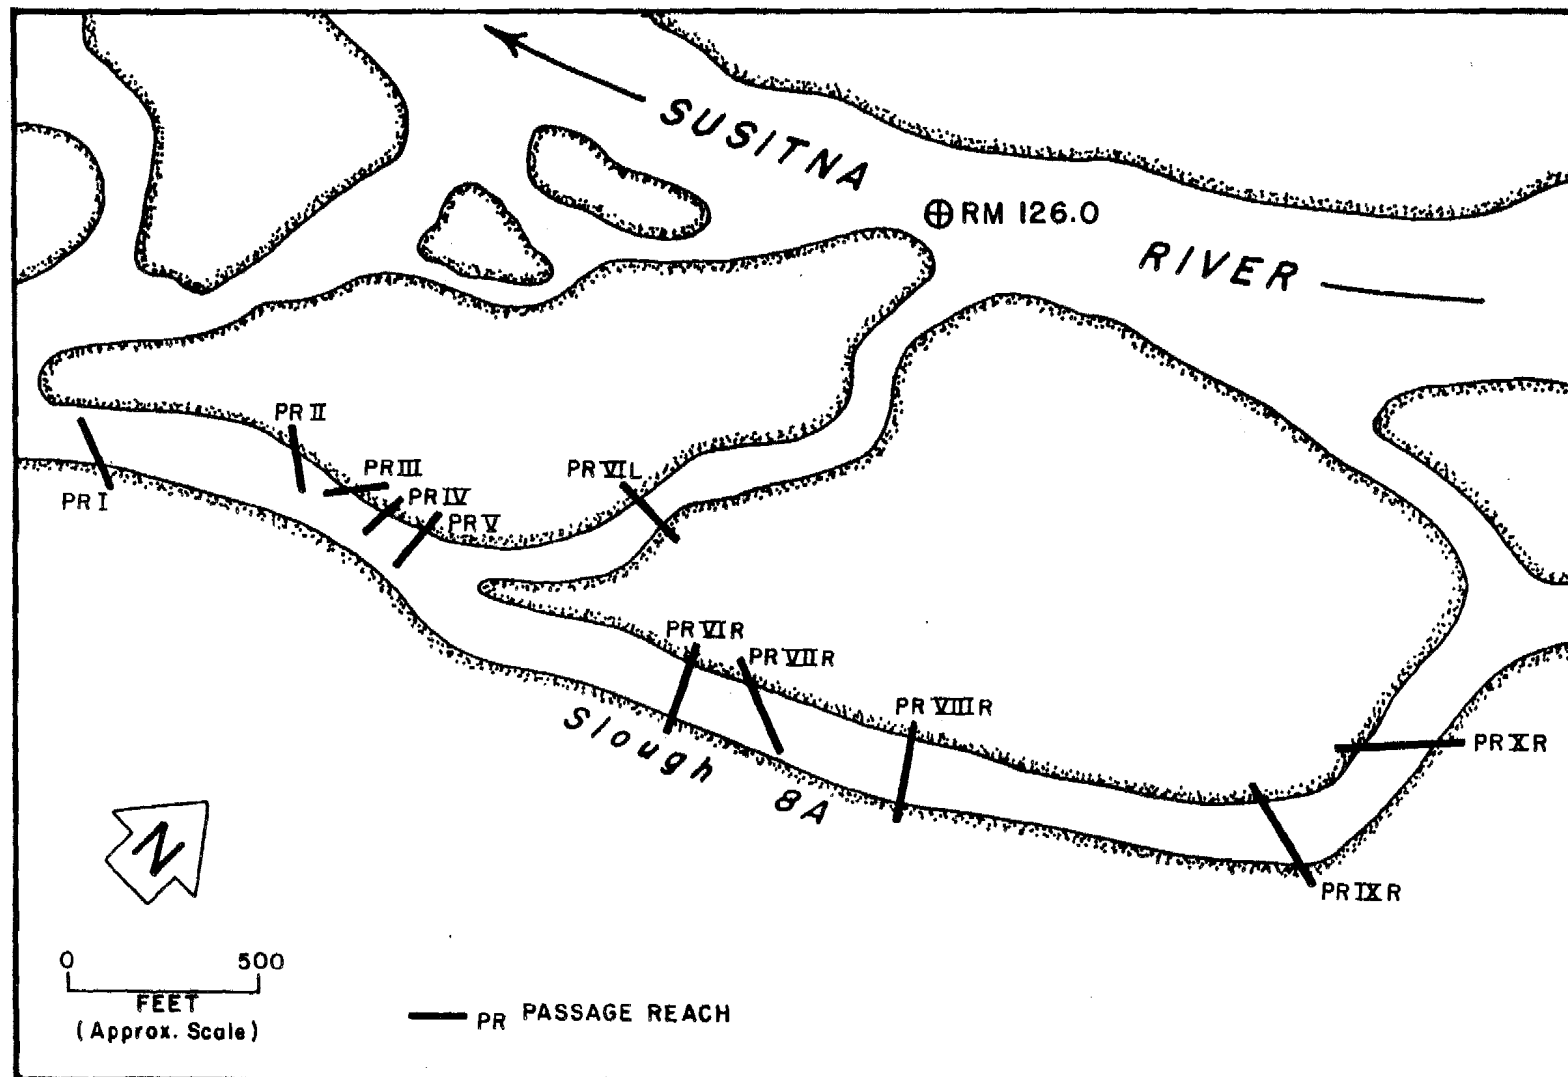 SUSITNA
RM 126.0
RIVER
PR II
PR III
PR VI L
PR I
PR IV
PR V
PR VI R
PR VII R
PR VIII R
Slough 8A
PR X R
PR IX R
N
0 500
FEET
(Approx. Scale)
PR PASSAGE REACH